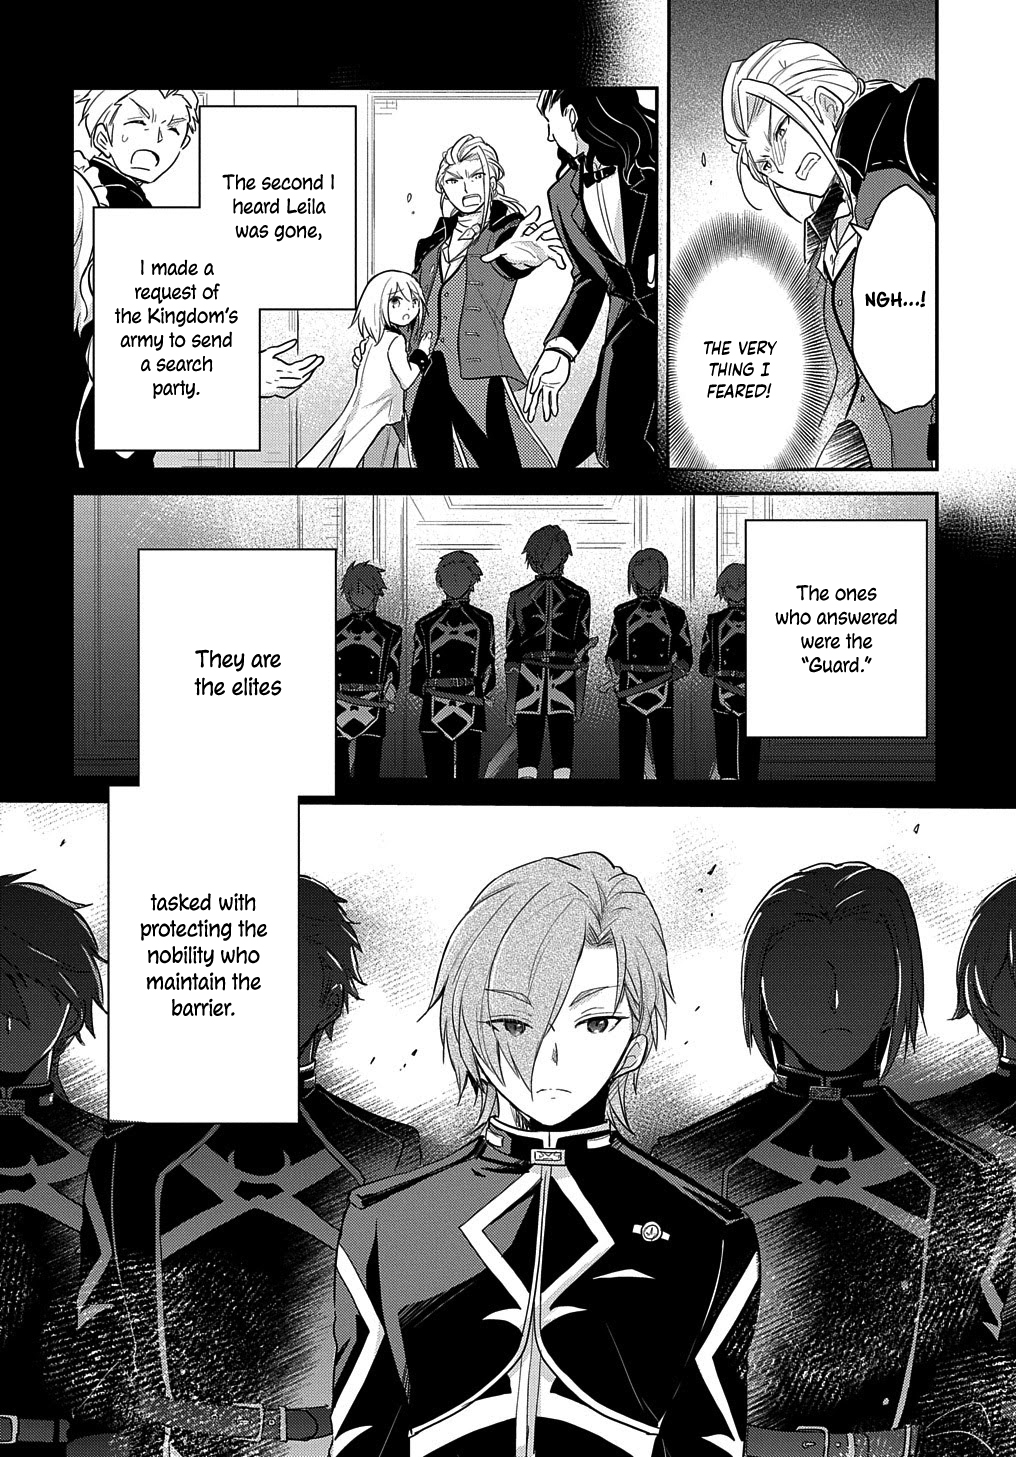 NGH...!
THE VERY
THING I
FEARED!
The second I
heard Leila
was gone,
I made a
request of
the Kingdom's
army to send
a search
party.
The ones
who answered
were the
"Guard."
They are
the elites
tasked with
protecting the
nobility who
maintain the
barrier.